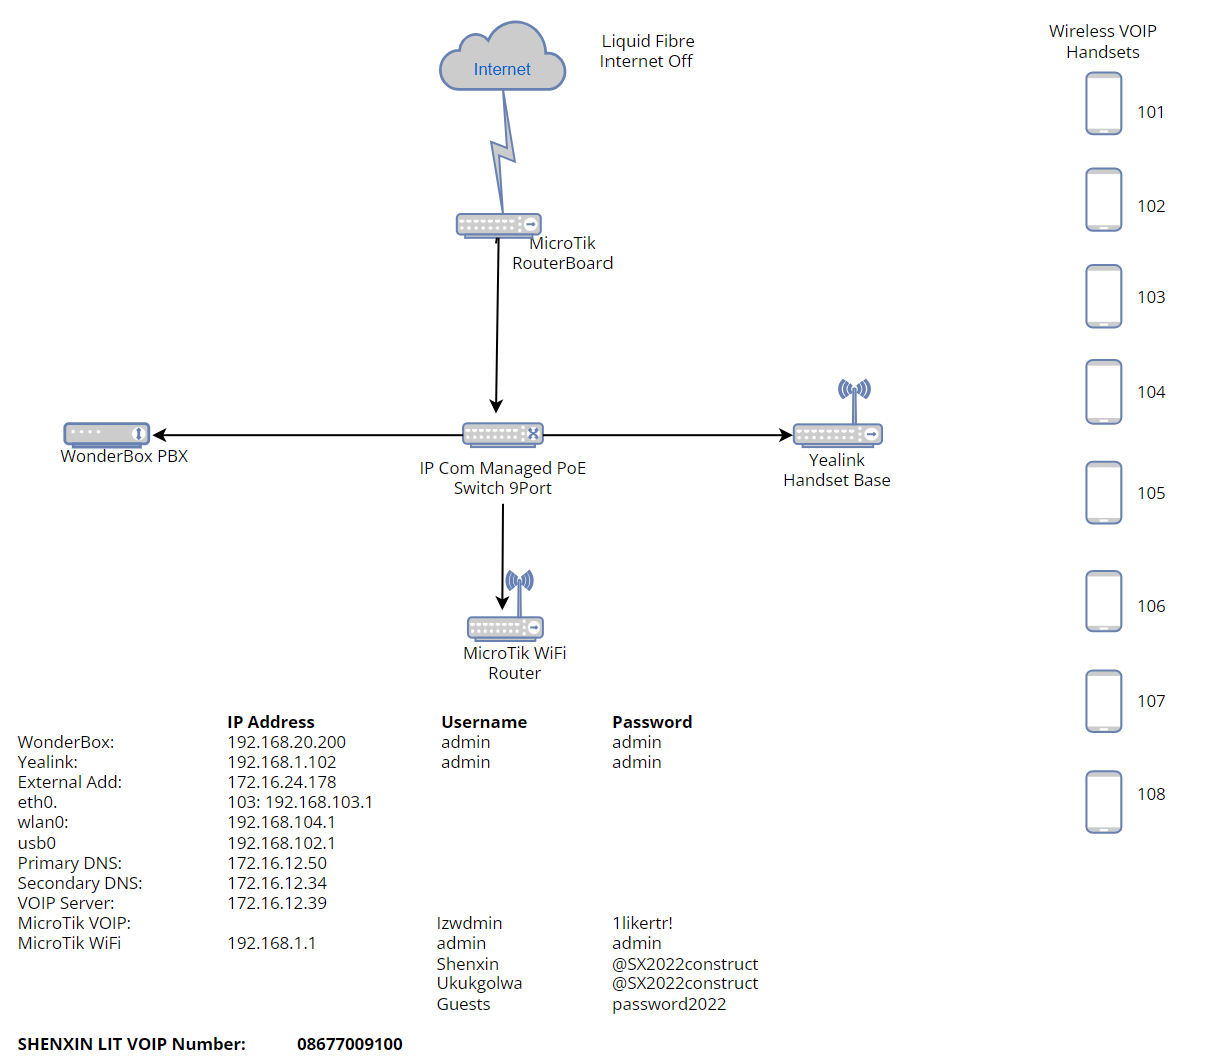 Liquid Fibre
Internet Off
Internet
Wireless VOIP
Handsets
101
102
103
104
105
106
107
108
MicroTik
RouterBoard
WonderBox PBX
IP Com Managed PoE
Switch 9Port
Yealink
Handset Base
MicroTik WiFi
Router
IP Address Username Password
WonderBox: 192.168.20.200 admin admin
Yealink: 192.168.1.102 admin admin
External Add: 172.16.24.178
eth0. 103: 192.168.103.1
wlan0: 192.168.104.1
usb0 192.168.102.1
Primary DNS: 172.16.12.50
Secondary DNS: 172.16.12.34
VOIP Server: 172.16.12.39
MicroTik VOIP: Izwdmin 1likertr!
MicroTik WiFi 192.168.1.1 admin admin
Shenxin @SX2022construct
Ukukgolwa @SX2022construct
Guests password2022
SHENXIN LIT VOIP Number: 08677009100